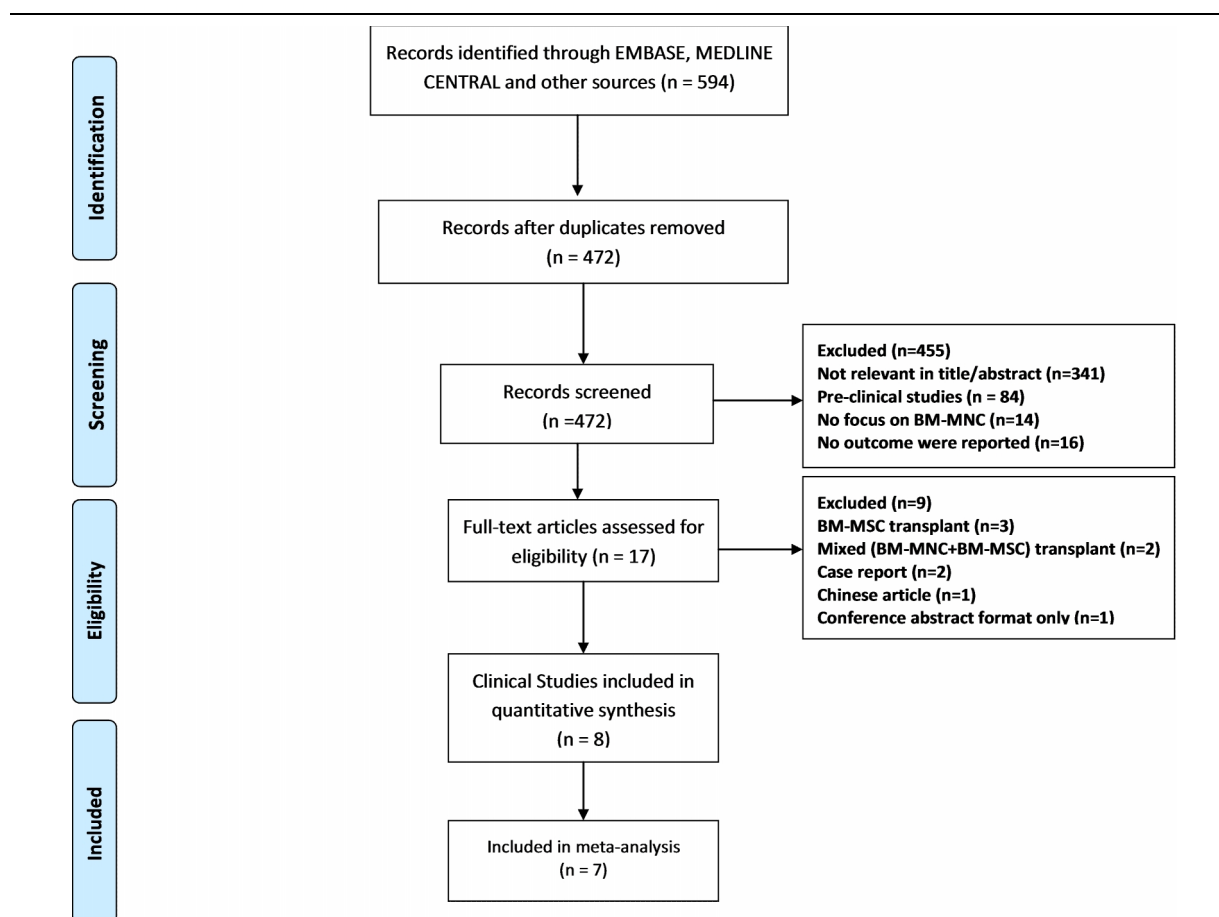 Records identified through EMBASE, MEDLINE
CENTRAL and other sources (n = 594)
Identification
Records after duplicates removed
(n = 472)
Screening
Records screened
(n =472)
Excluded (n=455)
Not relevant in title/abstract (n=341)
Pre-clinical studies (n = 84)
No focus on BM-MNC (n=14)
No outcome were reported (n=16)
Eligibility
Full-text articles assessed for
eligibility (n = 17)
Excluded (n=9)
BM-MSC transplant (n=3)
Mixed (BM-MNC+BM-MSC) transplant (n=2)
Case report (n=2)
Chinese article (n=1)
Conference abstract format only (n=1)
Clinical Studies included in
quantitative synthesis
(n = 8)
Included
Included in meta-analysis
(n = 7)